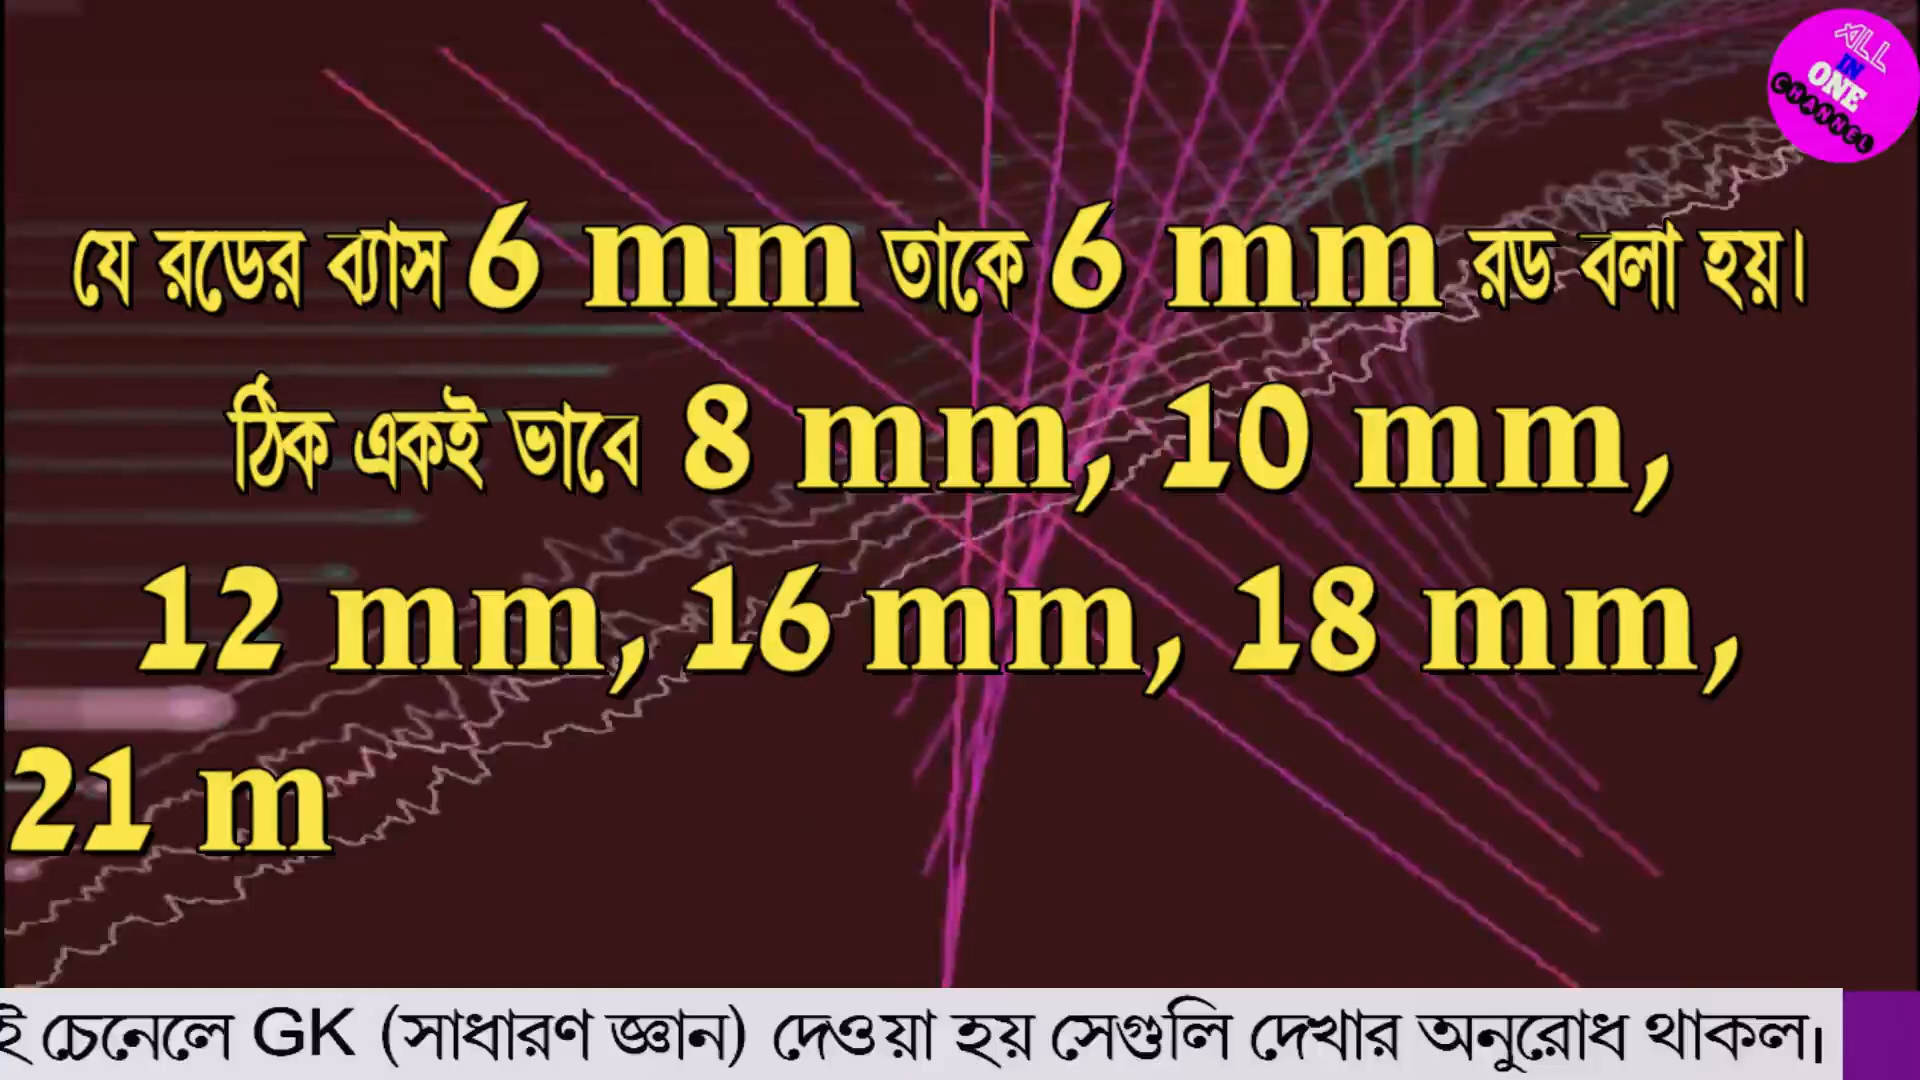 ALL
IN
ONE
CHANNEL
যে রডের ব্যাস 6 mm তাকে 6 mm রড বলা হয়।
ঠিক একই ভাবে 8 mm, 10 mm,
12 mm, 16 mm, 18 mm,
21 m
ই চেনেলে GK (সাধারণ জ্ঞান) দেওয়া হয় সেগুলি দেখার অনুরোধ থাকল।